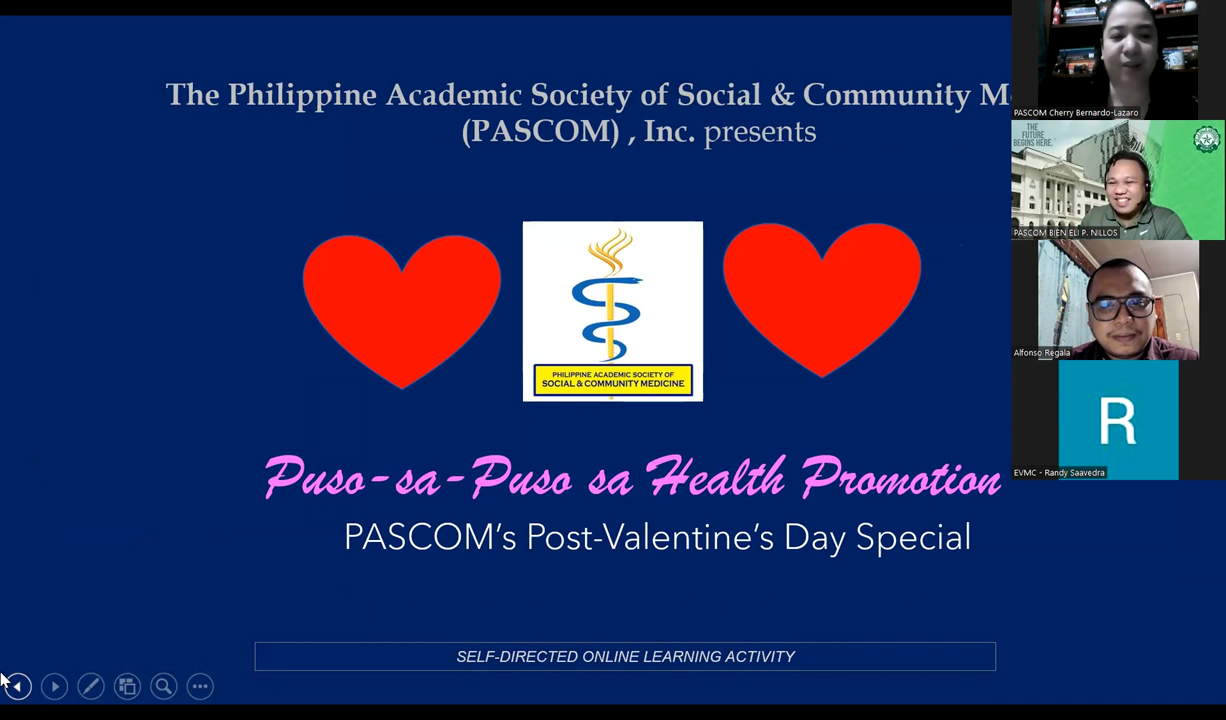 The Philippine Academic Society of Social & Community
(PASCOM) , Inc. presents
PHILIPPINE ACADEMIC SOCIETY OF
SOCIAL & COMMUNITY MEDICINE
Puso-sa-Puso sa Health Promotion
PASCOM's Post-Valentine's Day Special
SELF-DIRECTED ONLINE LEARNING ACTIVITY
PASCOM Cherry Bernardo-Lazaro
THE
FUTURE
BEGINS HERE.
PASCOM BIEN ELI P. NILLOS
Alfonso Regala
R
EVMC - Randy Saavedra